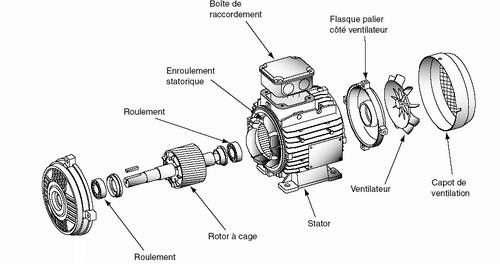 Boîte de
raccordement
Flasque palier
côté ventilateur
Enroulement
statorique
Roulement
Ventilateur
Capot de
ventilation
Stator
Rotor à cage
Roulement